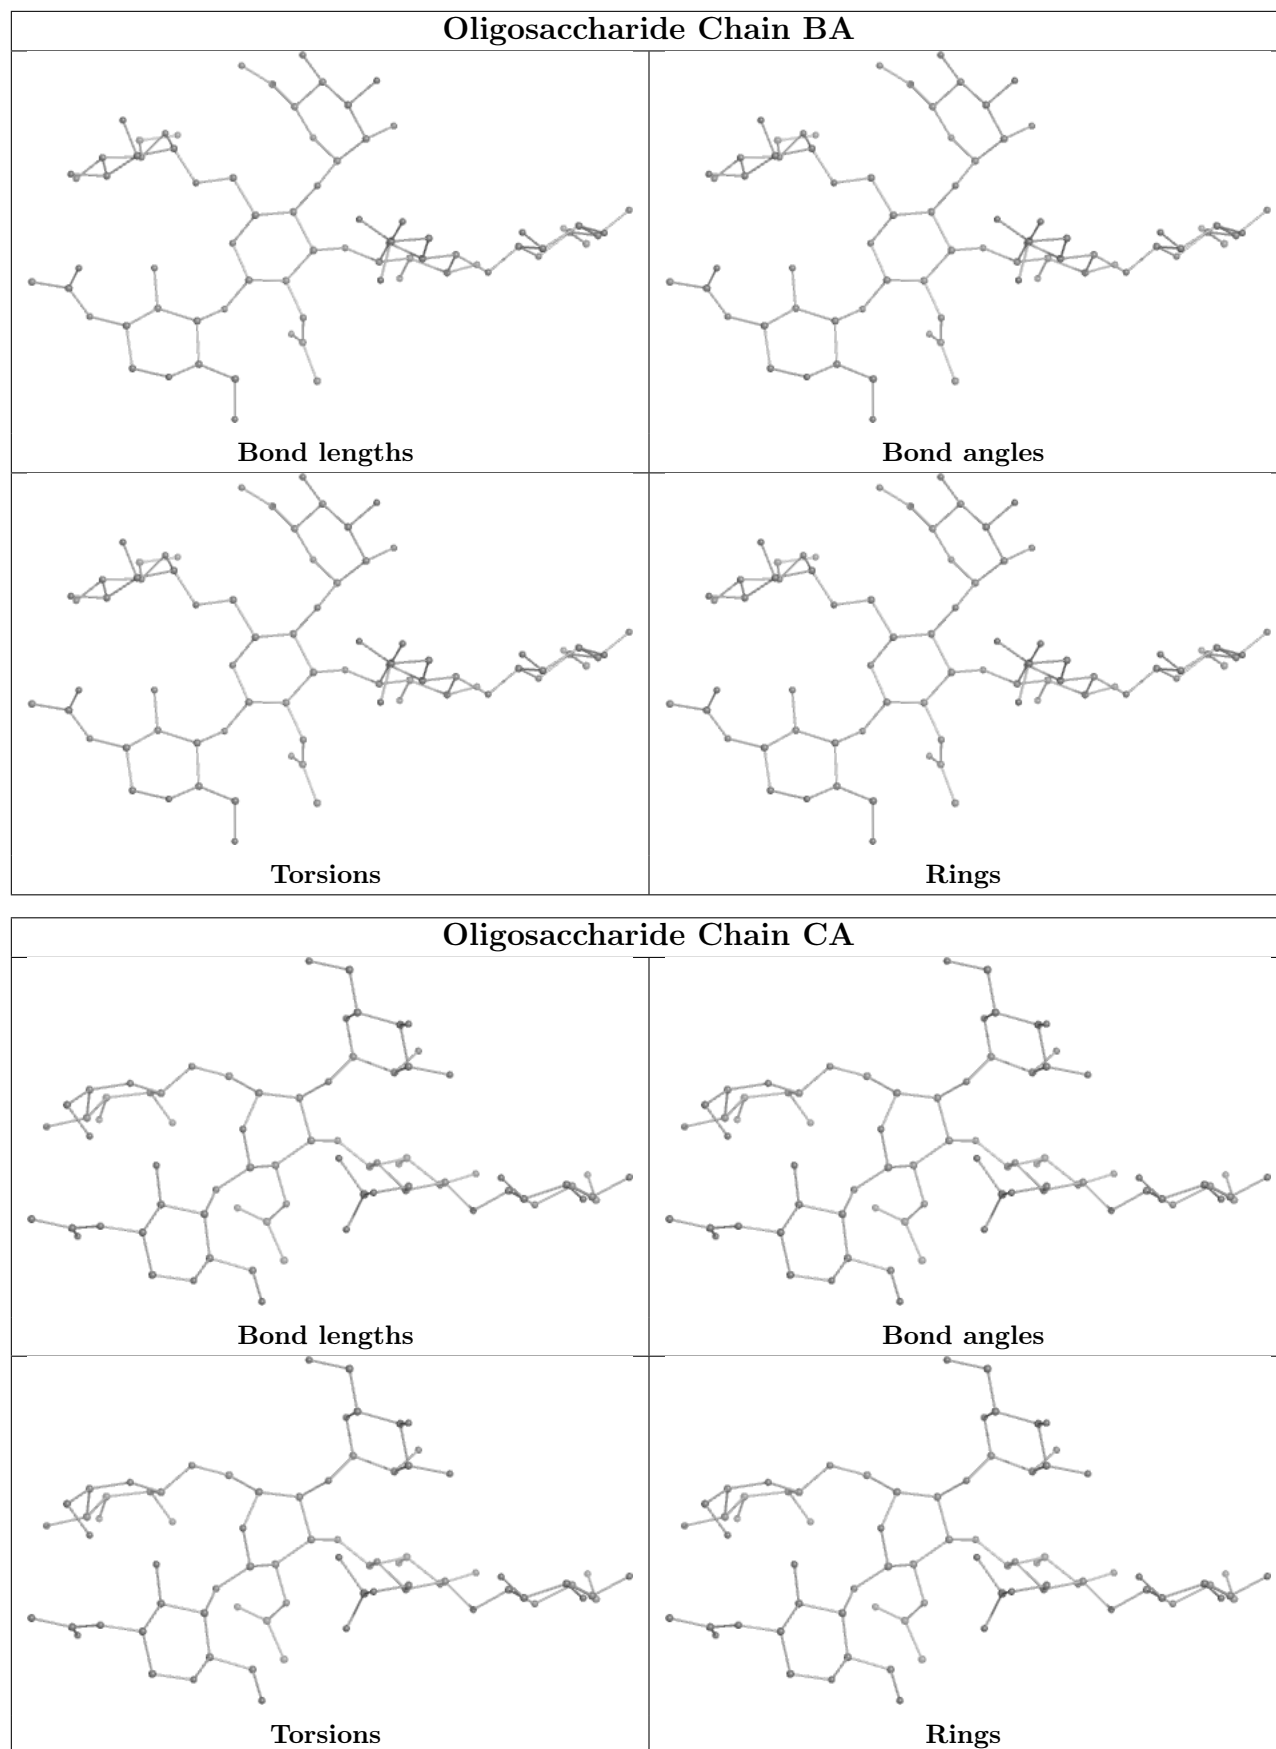 Oligosaccharide Chain BA
Bond lengths
Bond angles
Torsions
Rings
Oligosaccharide Chain CA
Bond lengths
Bond angles
Torsions
Rings